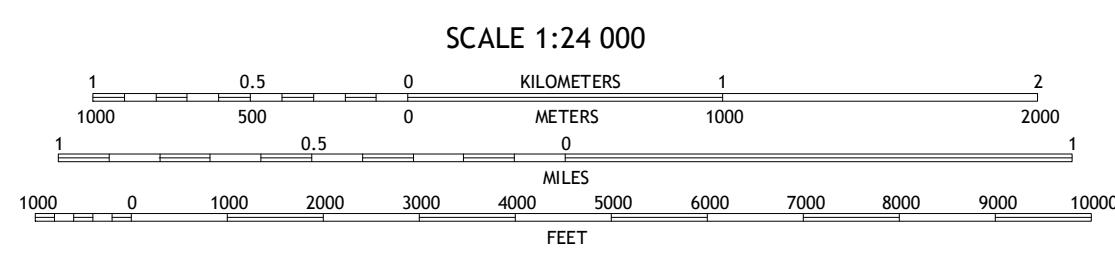 SCALE 1:24 000
1 0.5 0 KILOMETERS 1 2
1000 500 0 METERS 1000 2000
1 0.5 0 1
MILES
1000 0 1000 2000 3000 4000 5000 6000 7000 8000 9000 10000
FEET